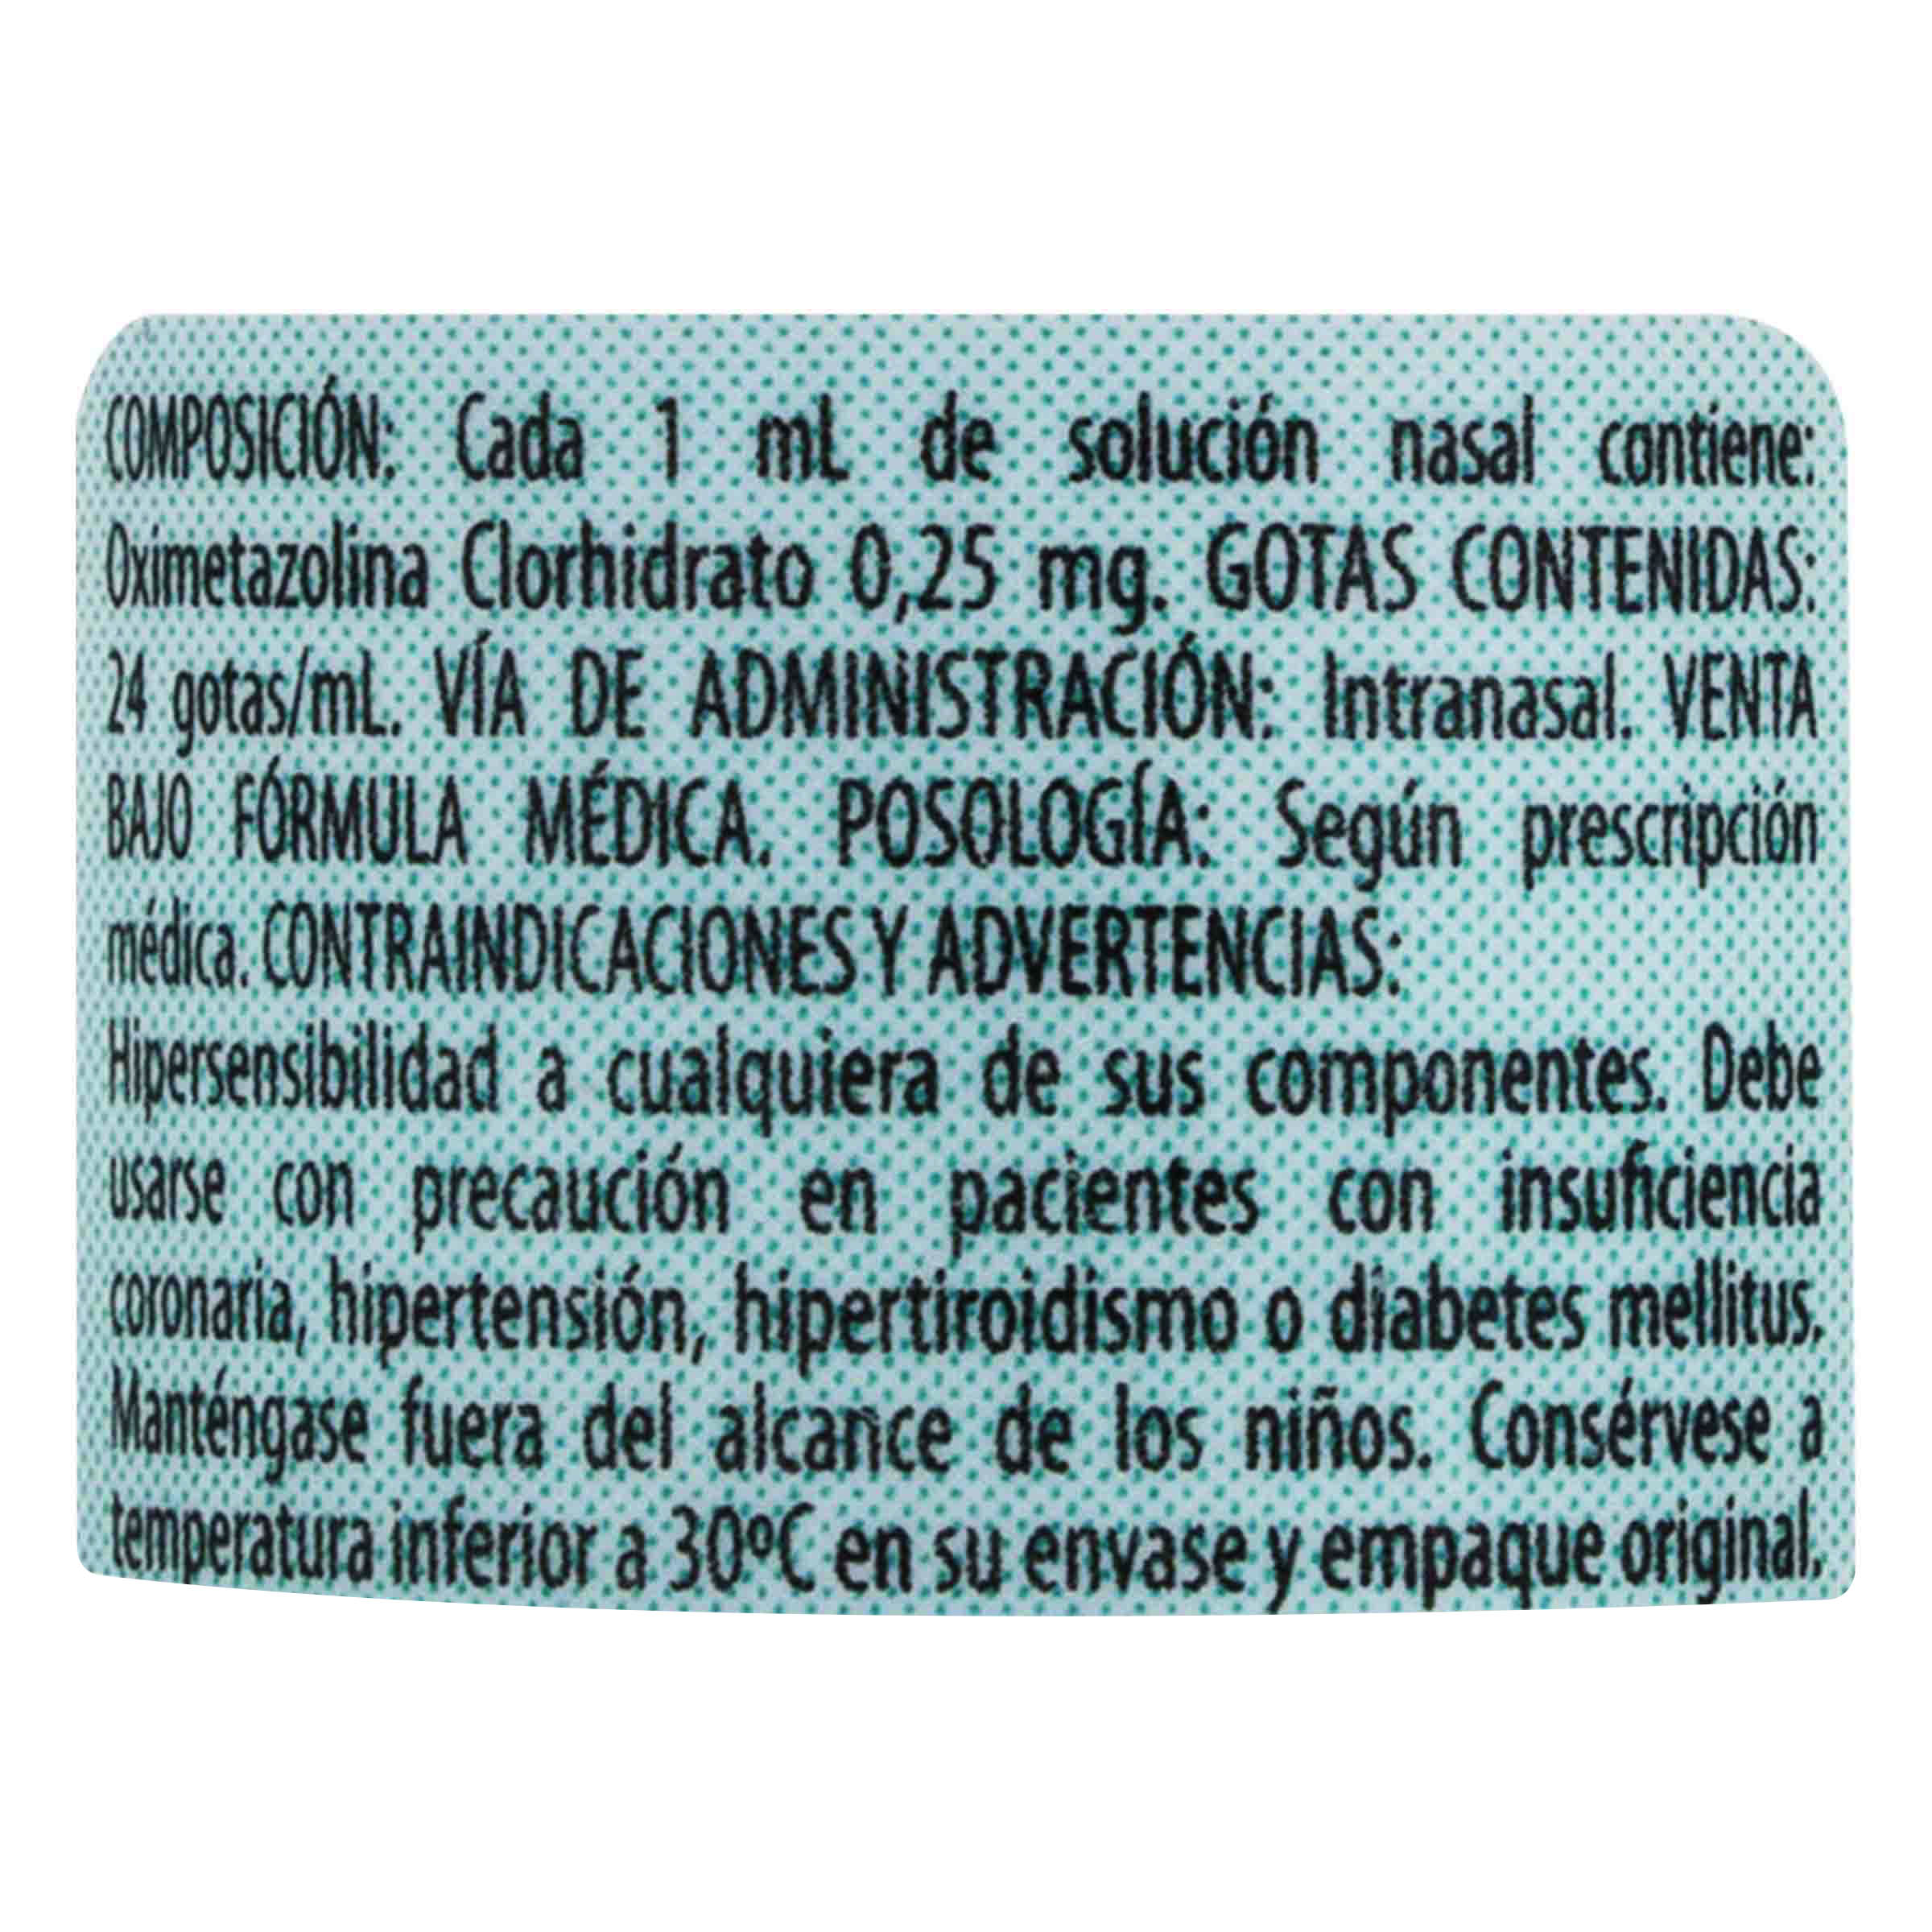 COMPOSICIÓN: Cada 1 mL de solución nasal contiene:
Oximetazolina Clorhidrato 0,25 mg. GOTAS CONTENIDAS:
24 gotas/mL. VÍA DE ADMINISTRACIÓN: Intranasal. VENTA
BAJO FÓRMULA MÉDICA. POSOLOGÍA: Según prescripción
médica. CONTRAINDICACIONES Y ADVERTENCIAS:
Hipersensibilidad a cualquiera de sus componentes. Debe
usarse con precaución en pacientes con insuficiencia
coronaria, hipertensión, hipertiroidismo o diabetes mellitus.
Manténgase fuera del alcance de los niños. Consérvese a
temperatura inferior a 30ºC en su envase y empaque original.